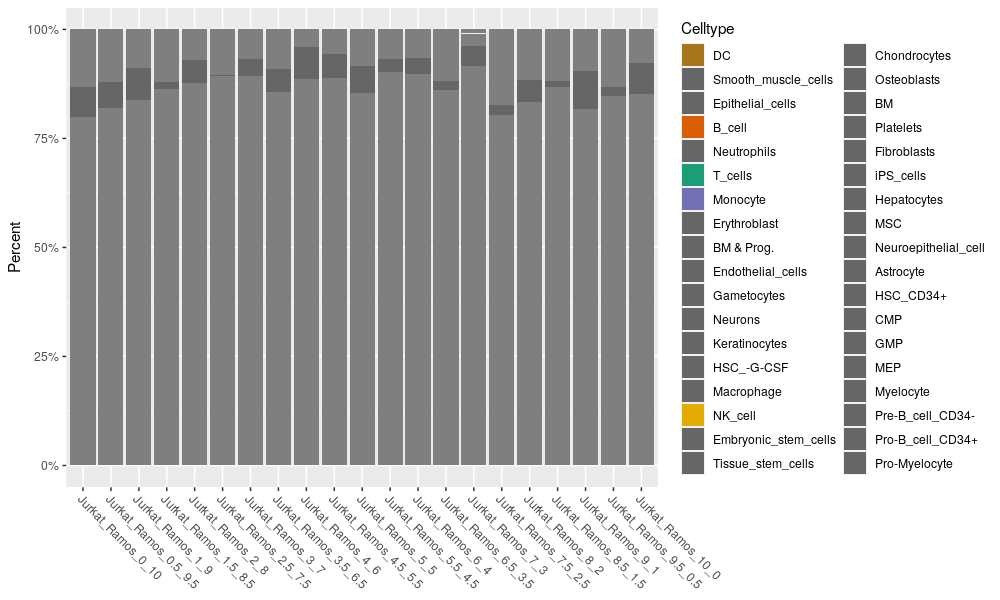 100%
75%
50%
25%
0%
Percent
Jurkat_Ramos_0_10
Jurkat_Ramos_0.5_9.5
Jurkat_Ramos_1_9
Jurkat_Ramos_1.5_8.5
Jurkat_Ramos_2_8
Jurkat_Ramos_2.5_7.5
Jurkat_Ramos_3_7
Jurkat_Ramos_3.5_6.5
Jurkat_Ramos_4_6
Jurkat_Ramos_4.5_5.5
Jurkat_Ramos_5_5
Jurkat_Ramos_5.5_4.5
Jurkat_Ramos_6_4
Jurkat_Ramos_6.5_3.5
Jurkat_Ramos_7_3
Jurkat_Ramos_7.5_2.5
Jurkat_Ramos_8_2
Jurkat_Ramos_8.5_1.5
Jurkat_Ramos_9_1
Jurkat_Ramos_9.5_0.5
Jurkat_Ramos_10_0
Celltype
DC
Smooth_muscle_cells
Epithelial_cells
B_cell
Neutrophils
T_cells
Monocyte
Erythroblast
BM & Prog.
Endothelial_cells
Gametocytes
Neurons
Keratinocytes
HSC_-G-CSF
Macrophage
NK_cell
Embryonic_stem_cells
Tissue_stem_cells
Chondrocytes
Osteoblasts
BM
Platelets
Fibroblasts
iPS_cells
Hepatocytes
MSC
Neuroepithelial_cell
Astrocyte
HSC_CD34+
CMP
GMP
MEP
Myelocyte
Pre-B_cell_CD34-
Pro-B_cell_CD34+
Pro-Myelocyte